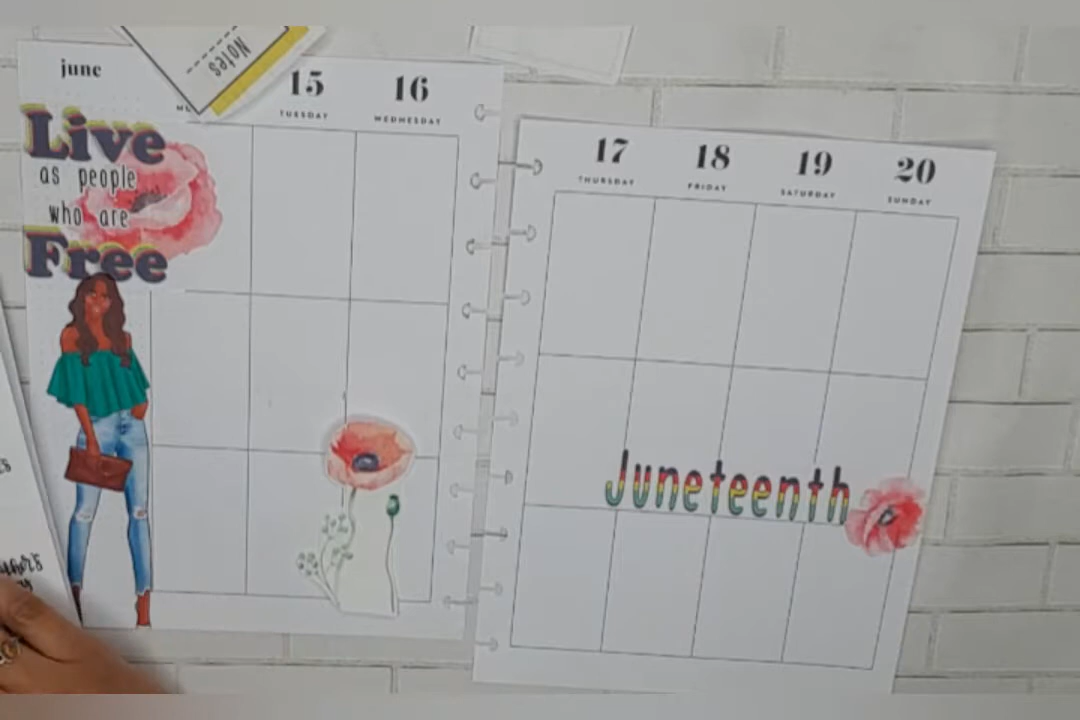 Notes
june
15
TUESDAY
16
WEDNESDAY
Live
as people
who are
Free
17
THURSDAY
18
FRIDAY
19
SATURDAY
20
SUNDAY
Juneteenth